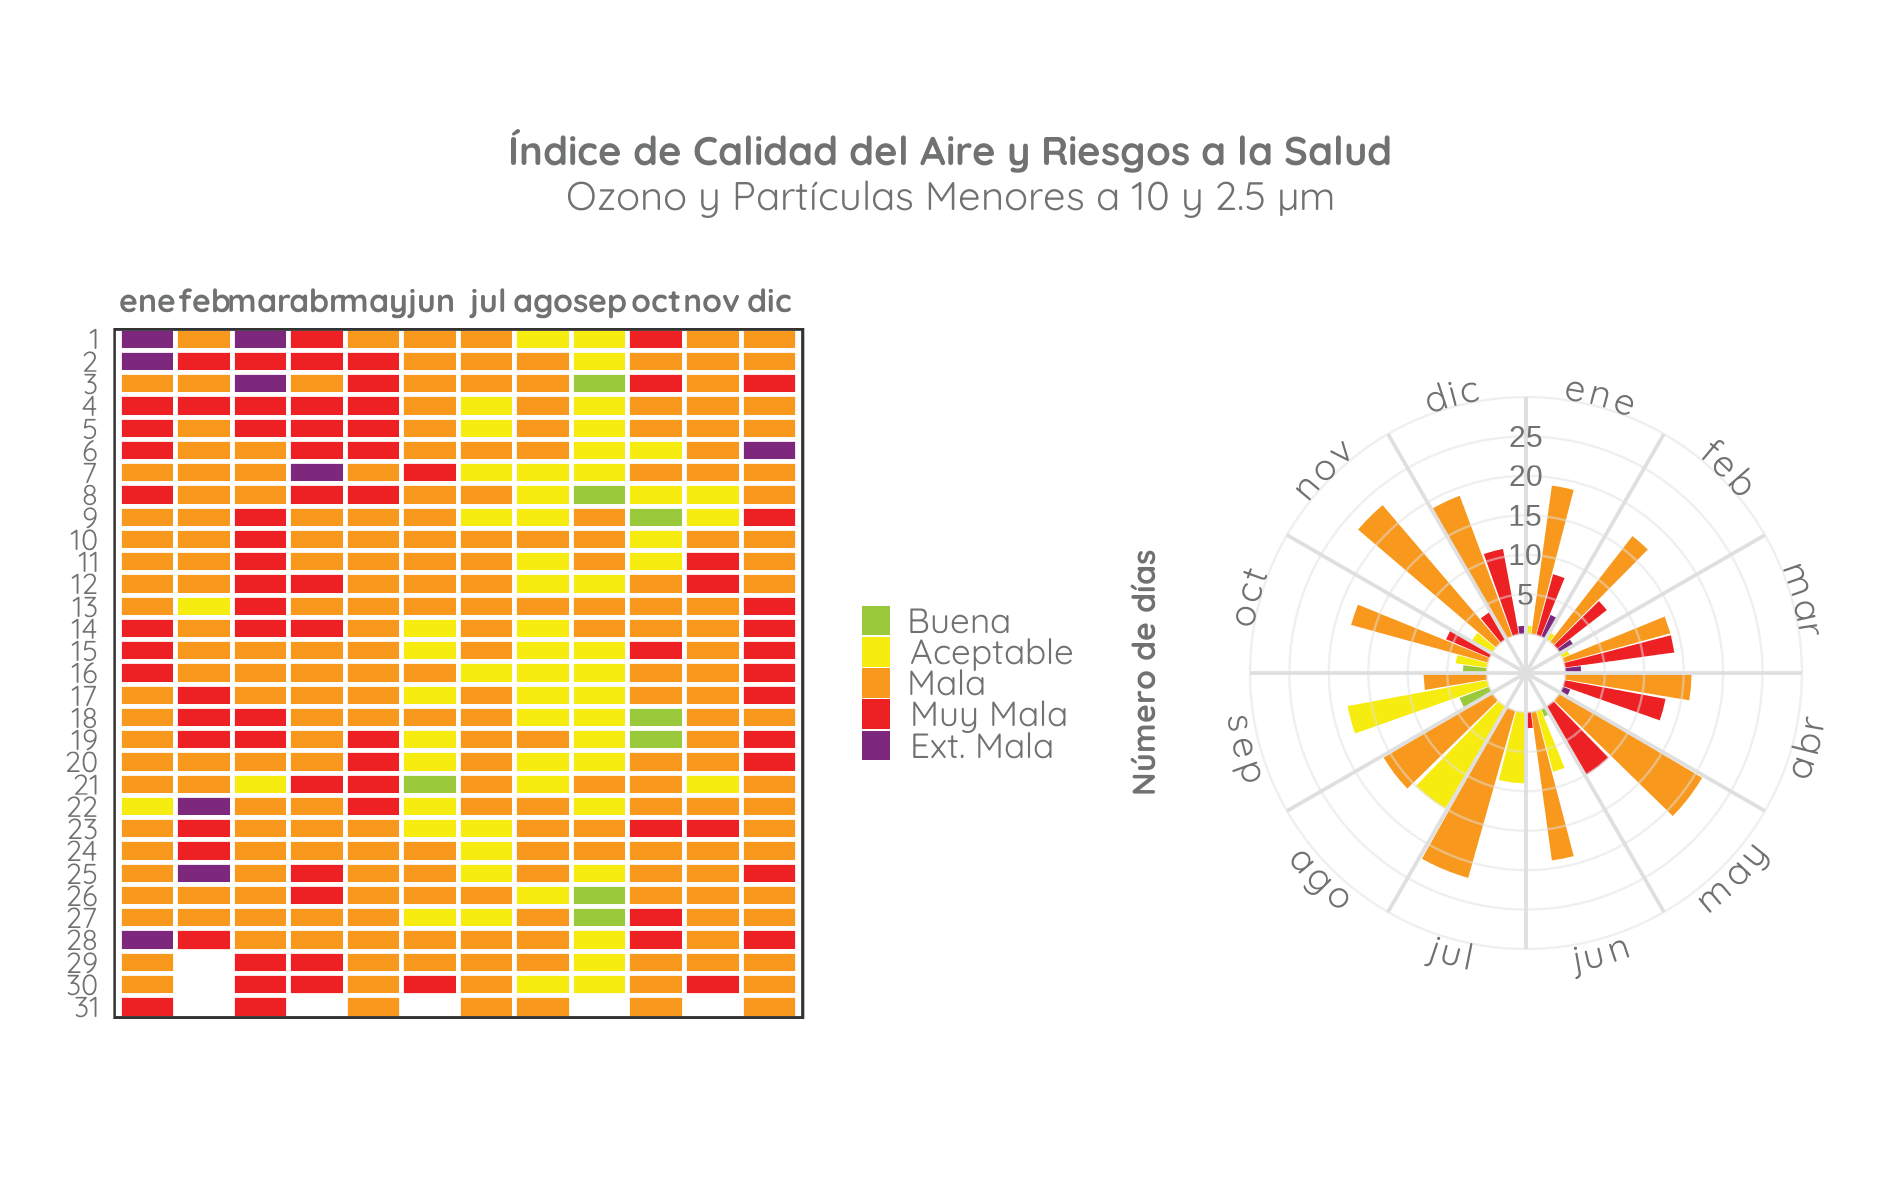 Índice de Calidad del Aire y Riesgos a la Salud
Ozono y Partículas Menores a 10 y 2.5 µm
ene feb mar abr may jun jul ago sep oct nov dic
1
2
3
4
5
6
7
8
9
10
11
12
13
14
15
16
17
18
19
20
21
22
23
24
25
26
27
28
29
30
31
Buena
Aceptable
Mala
Muy Mala
Ext. Mala
Número de días
25
20
15
10
5
ene
feb
mar
abr
may
jun
jul
ago
sep
oct
nov
dic